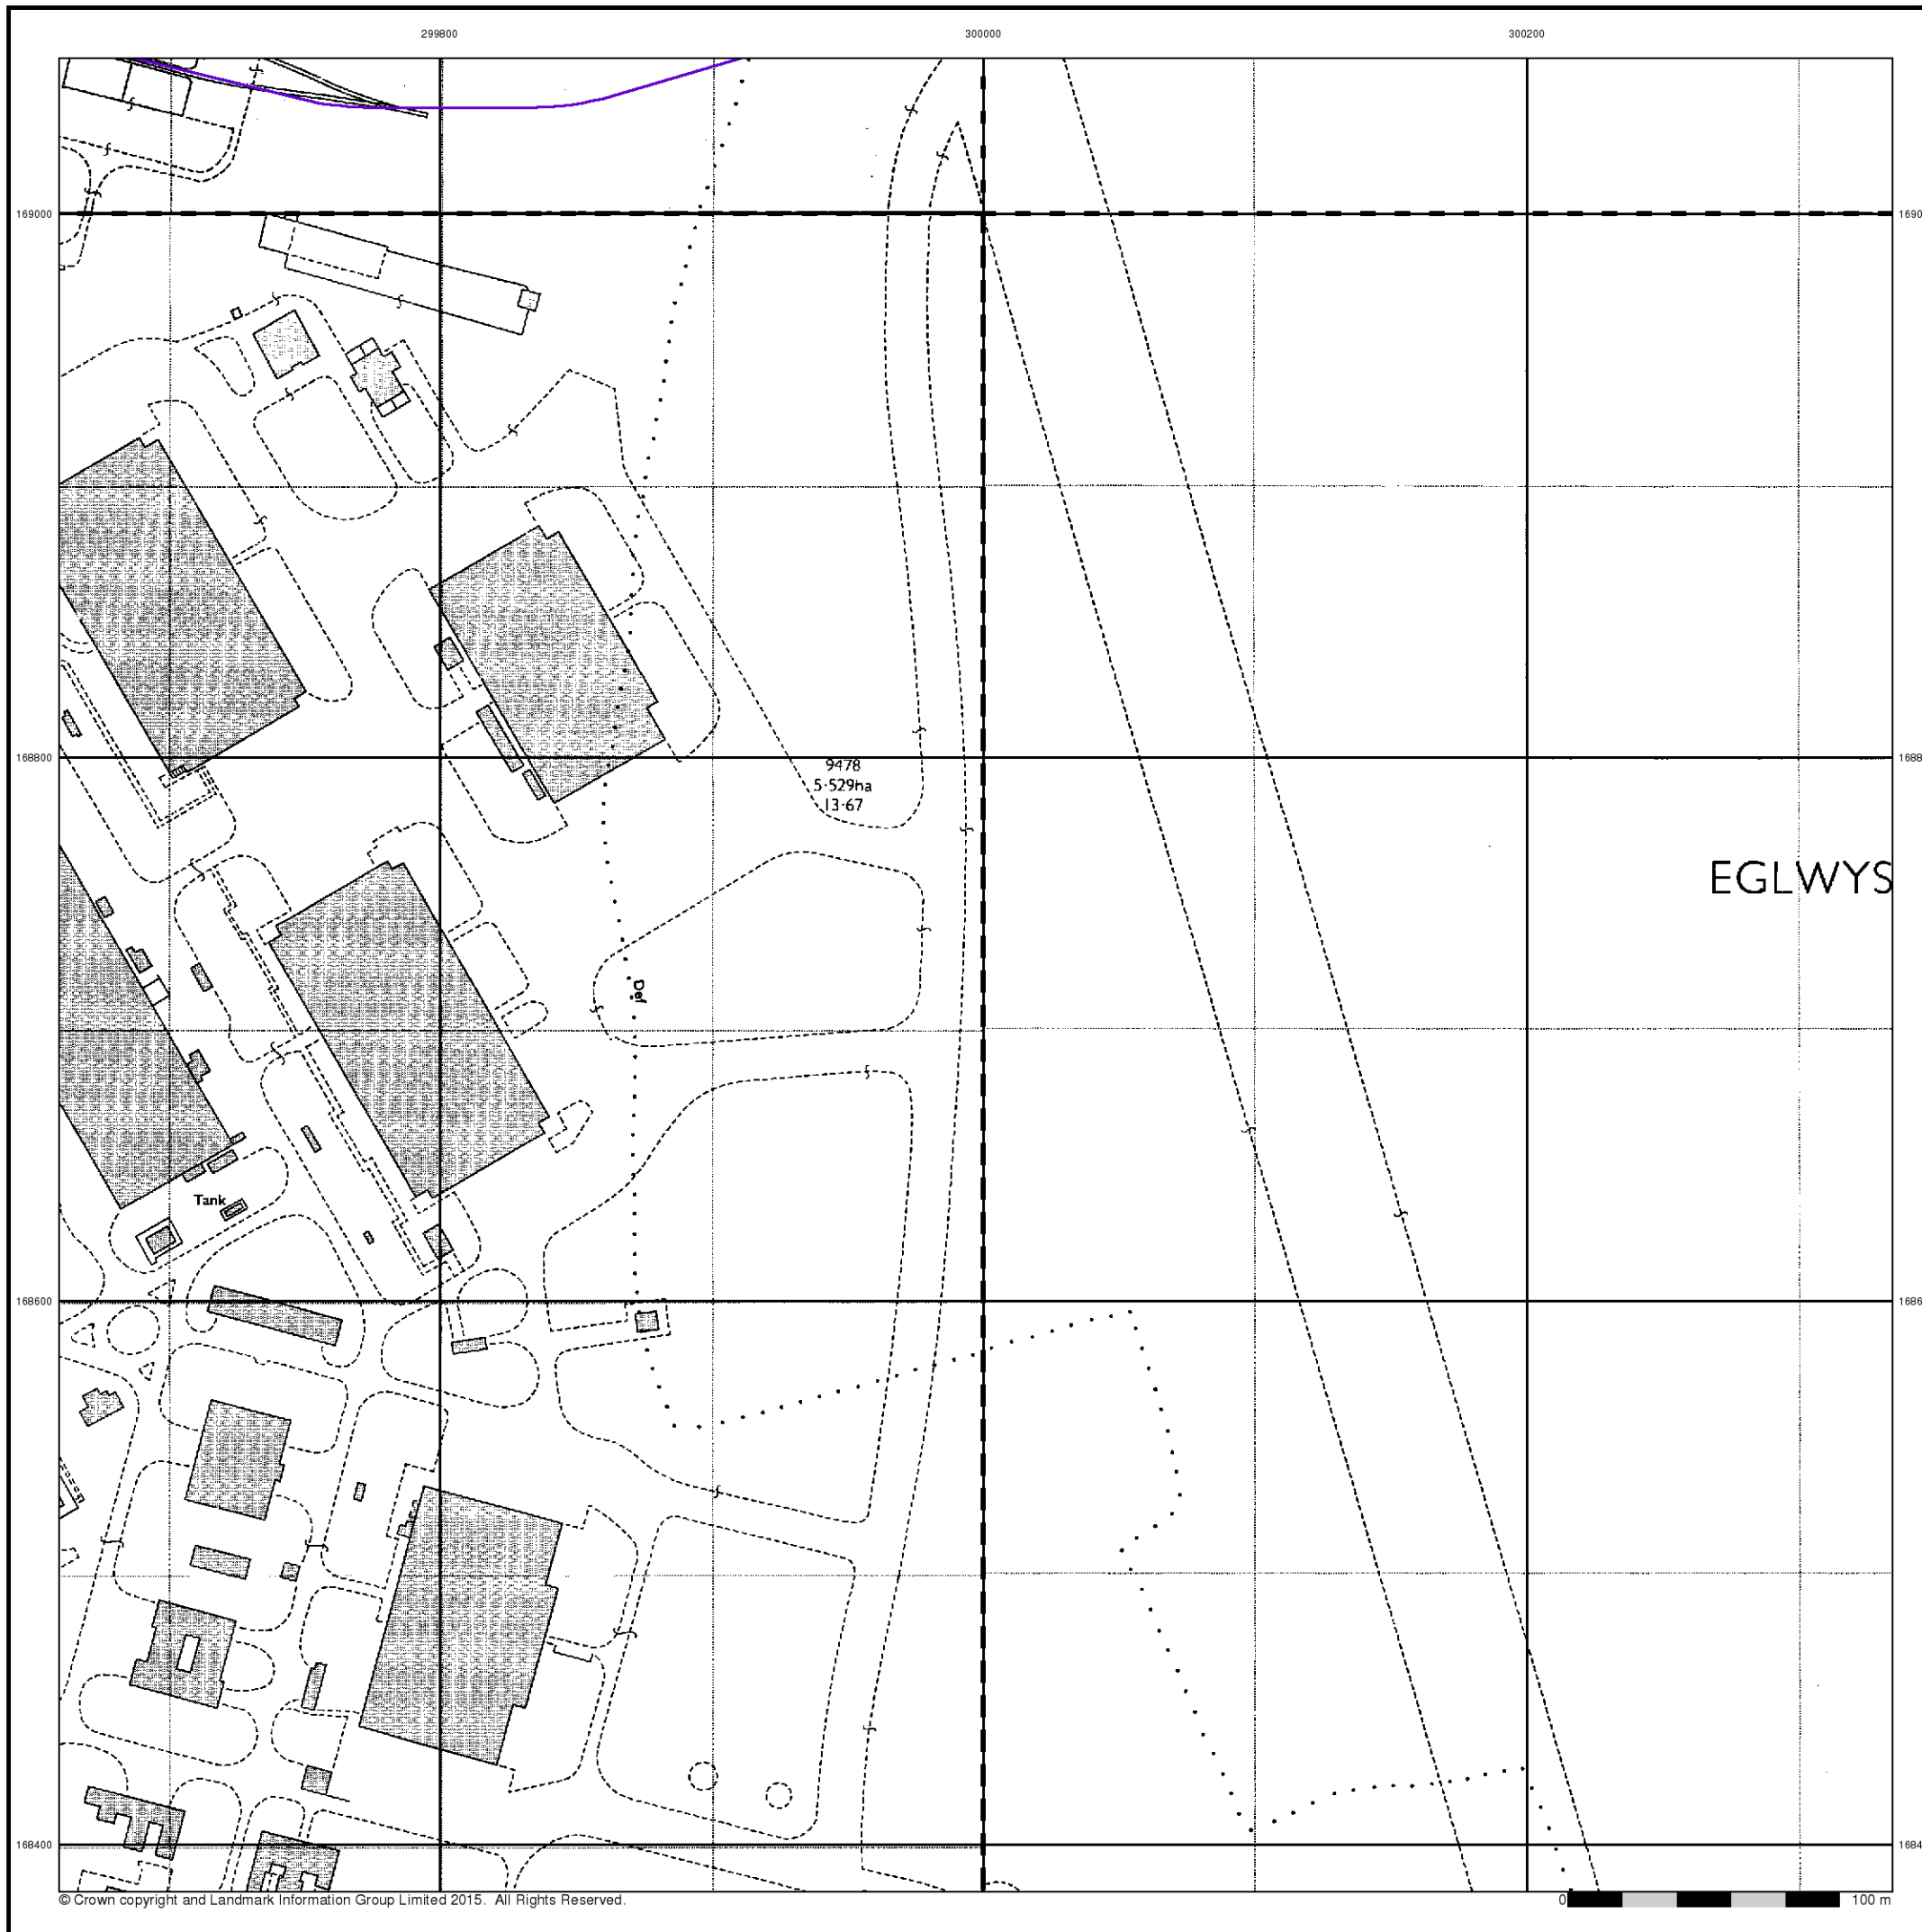 299800 300000 300200
169000 1690
168800 1688
9478
5·529ha
13·67
EGLWYS
Def
Tank
168600 1686
168400 1684
© Crown copyright and Landmark Information Group Limited 2015. All Rights Reserved.
0 100 m